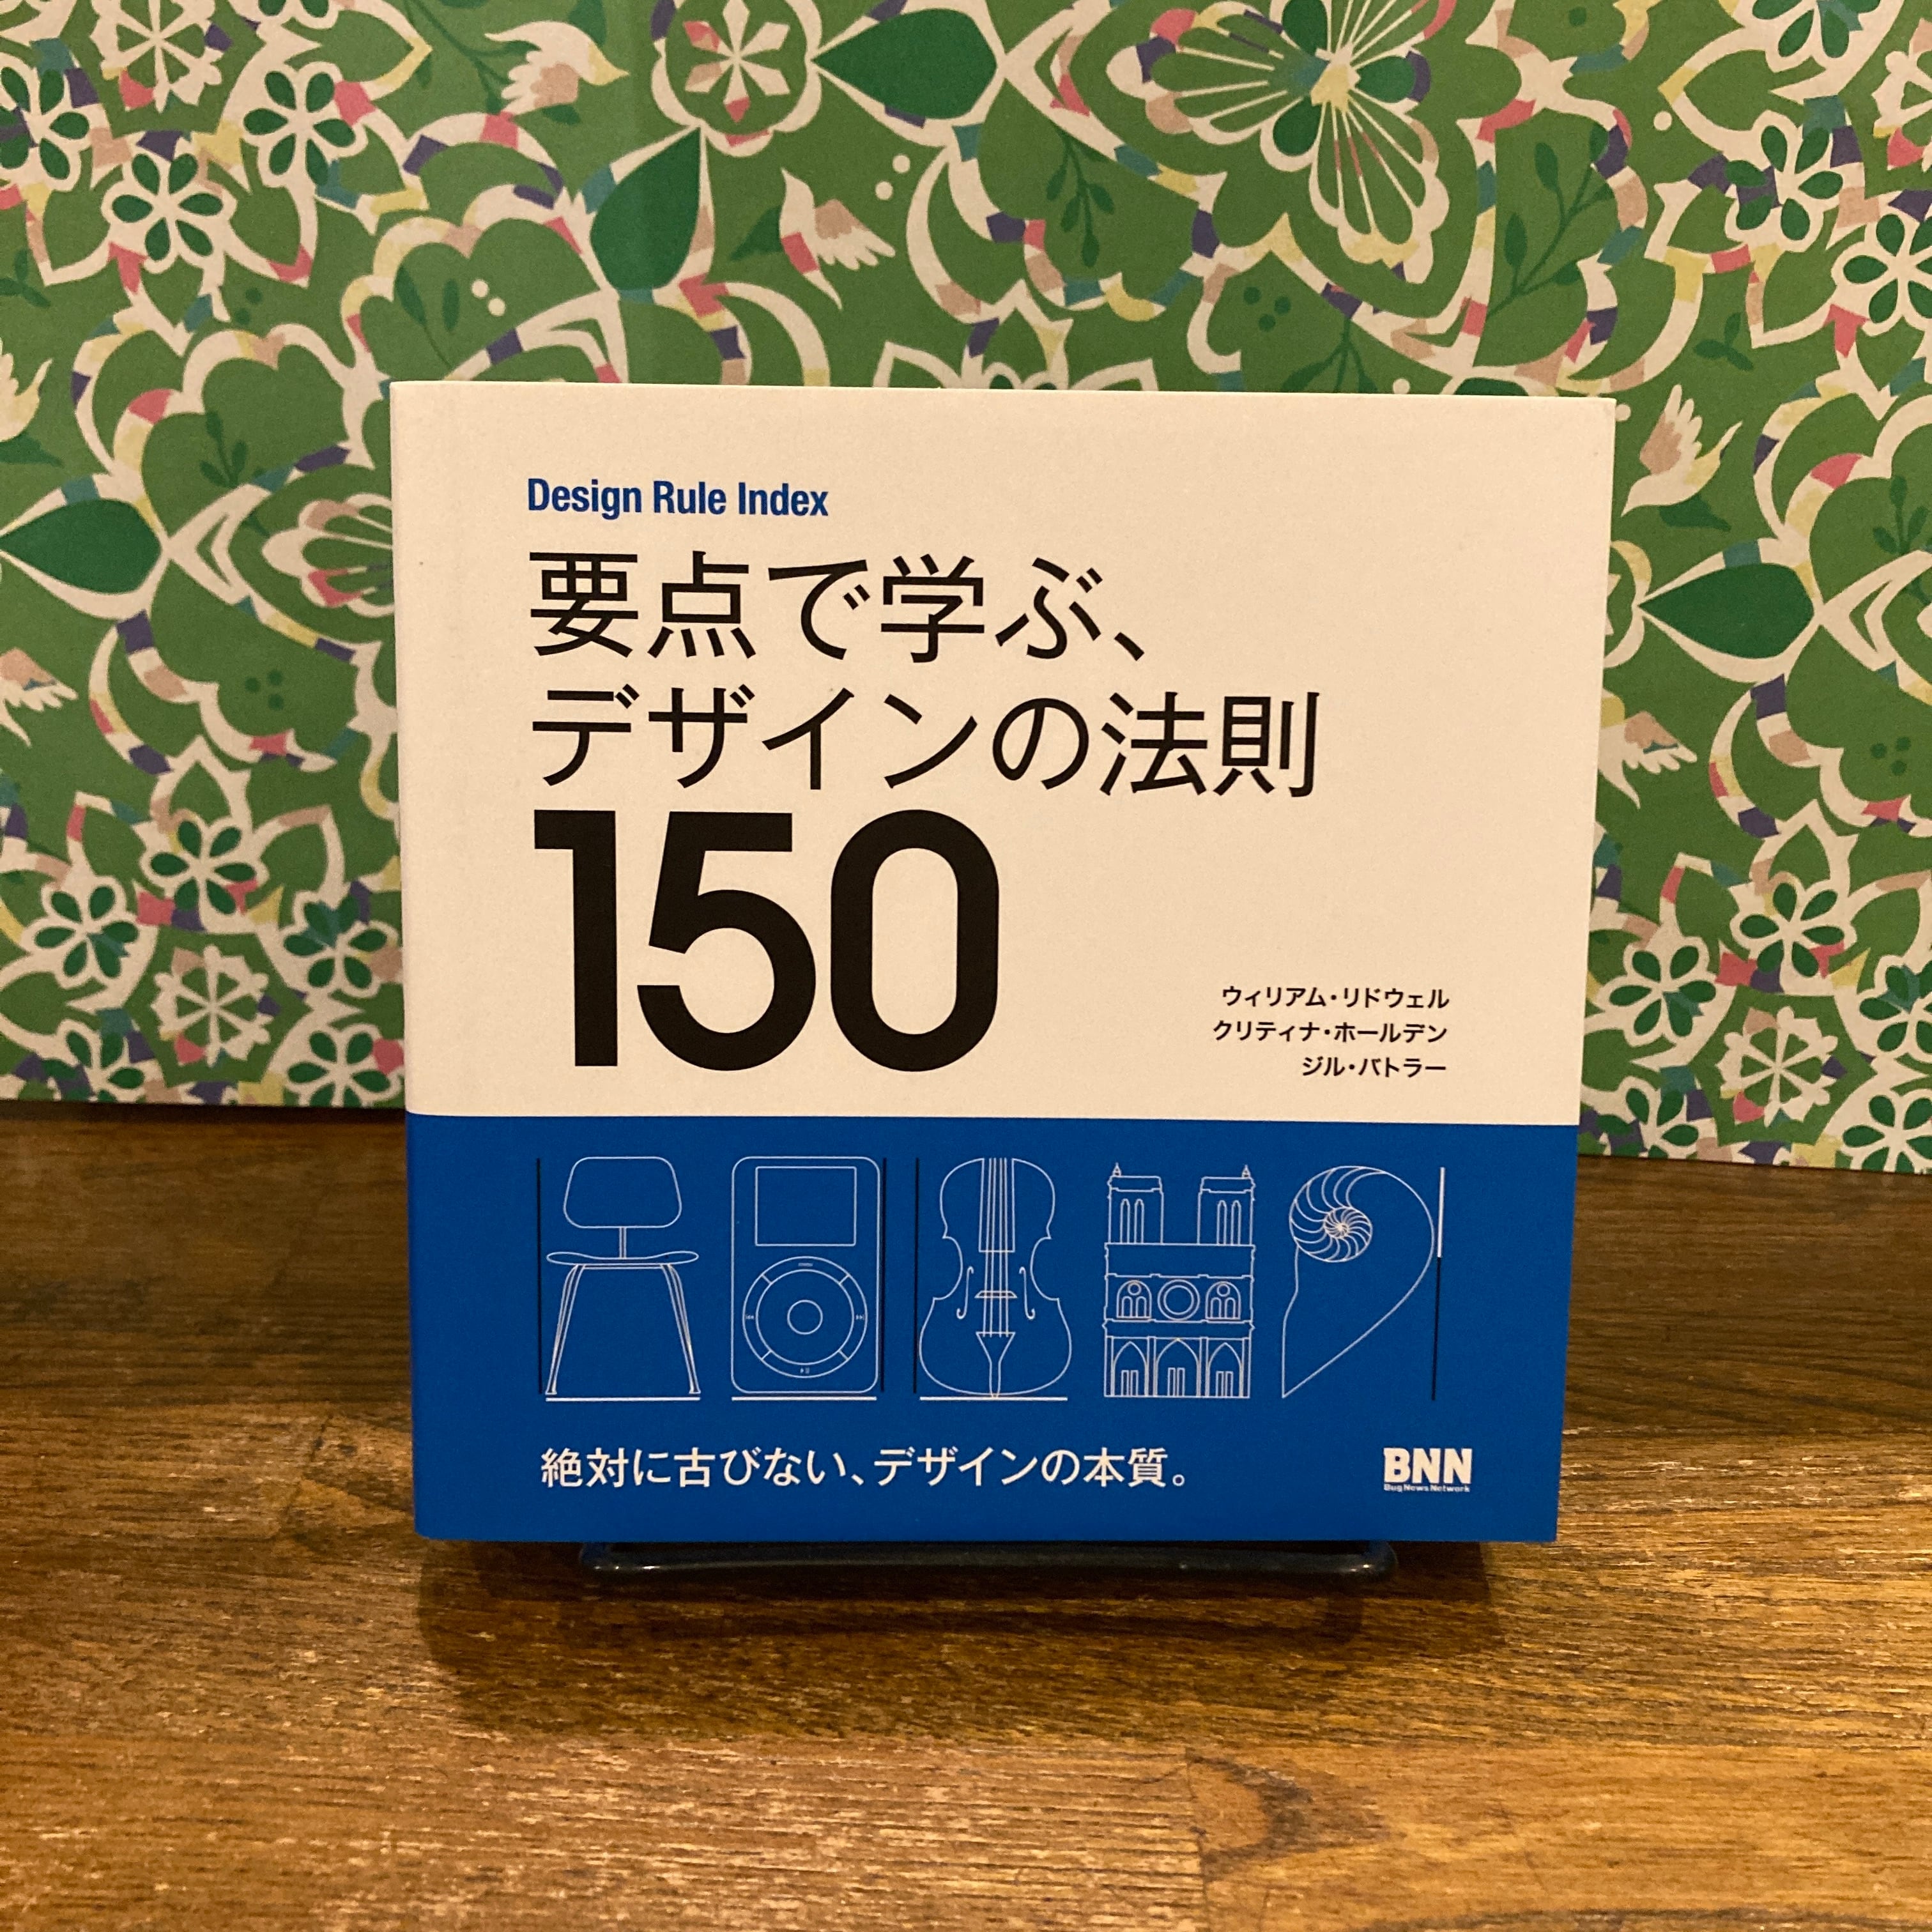 Design Rule Index
要点で学ぶ、
デザインの法則
150
ウィリアム・リドウェル
クリティナ・ホールデン
ジル・バトラー
絶対に古びない、デザインの本質。
BNN
Bug News Network